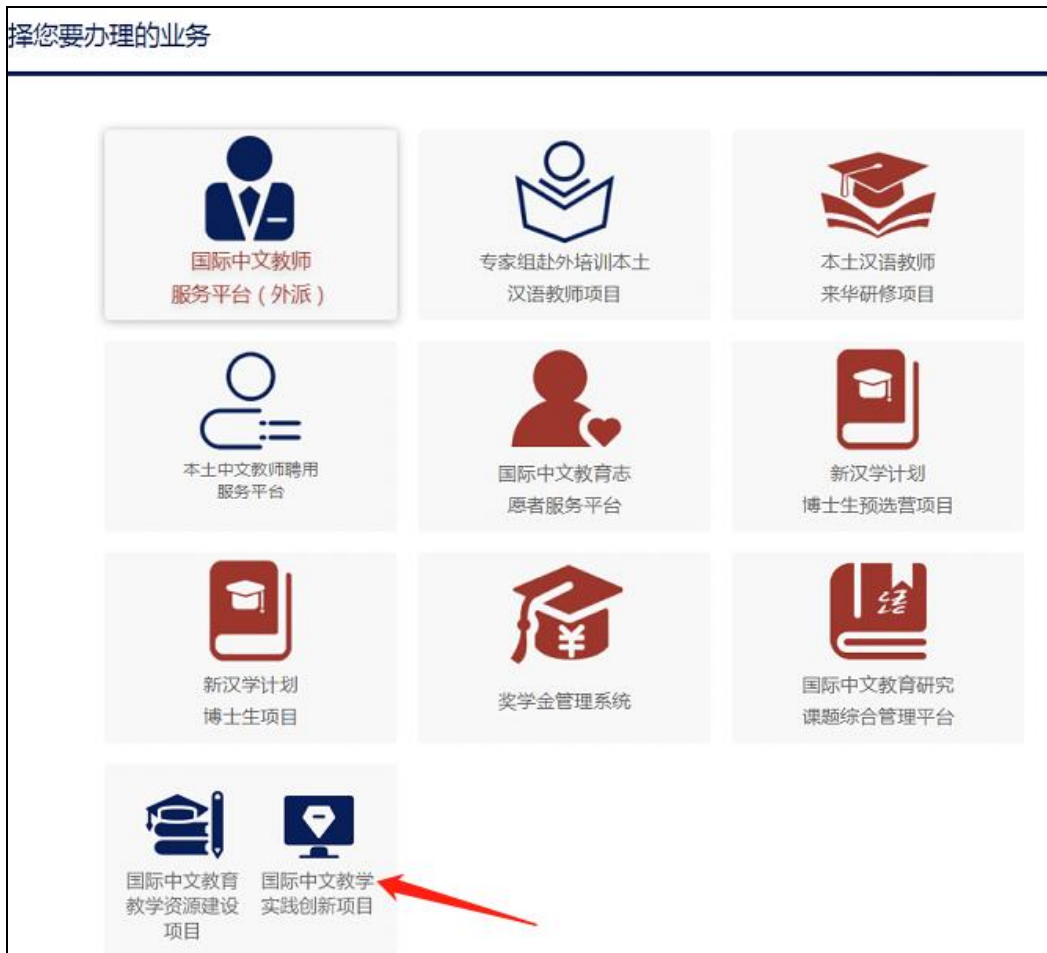 择您要办理的业务
国际中文教师
服务平台（外派）
专家组赴外培训本土
汉语教师项目
本土汉语教师
来华研修项目
本土中文教师聘用
服务平台
国际中文教育志
愿者服务平台
新汉学计划
博士生预选营项目
新汉学计划
博士生项目
¥
奖学金管理系统
国际中文教育研究
课题综合管理平台
国际中文教育
教学资源建设
项目
国际中文教学
实践创新项目